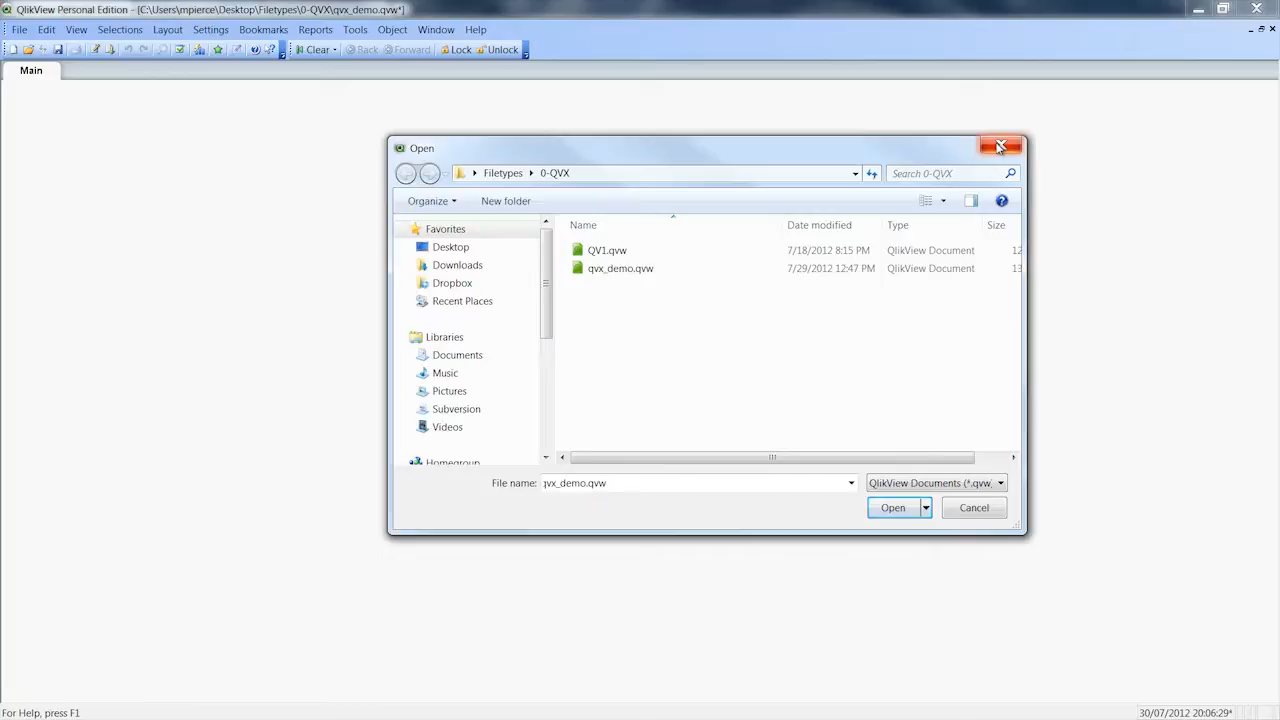 QlikView Personal Edition - [C:\Users\mpierce\Desktop\Filetypes\0-QVX\qvx_demo.qvw*]
File Edit View Selections Layout Settings Bookmarks Reports Tools Object Window Help
Clear Back Forward Lock Unlock
Main
Open
Filetypes 0-QVX Search 0-QVX
Organize New folder
Name Date modified Type Size
Favorites
Desktop
Downloads
Dropbox
Recent Places
Libraries
Documents
Music
Pictures
Subversion
Videos
Homegroup
QV1.qvw 7/18/2012 8:15 PM QlikView Document 12
qvx_demo.qvw 7/29/2012 12:47 PM QlikView Document 13
File name: qvx_demo.qvw QlikView Documents (*.qvw,
Open Cancel
For Help, press F1 30/07/2012 20:06:29*